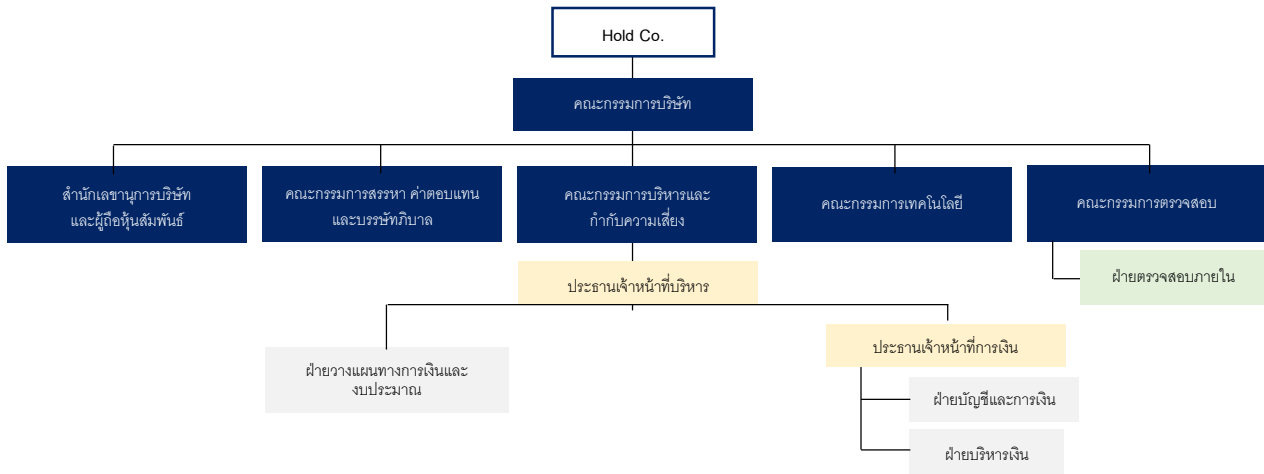 Hold Co.
คณะกรรมการบริษัท
สำนักเลขานุการบริษัท
และผู้ถือหุ้นสัมพันธ์
คณะกรรมการสรรหา ค่าตอบแทน
และบรรษัทภิบาล
คณะกรรมการบริหารและ
กำกับความเสี่ยง
คณะกรรมการเทคโนโลยี
คณะกรรมการตรวจสอบ
ประธานเจ้าหน้าที่บริหาร
ฝ่ายตรวจสอบภายใน
ฝ่ายวางแผนทางการเงินและ
งบประมาณ
ประธานเจ้าหน้าที่การเงิน
ฝ่ายบัญชีและการเงิน
ฝ่ายบริหารเงิน